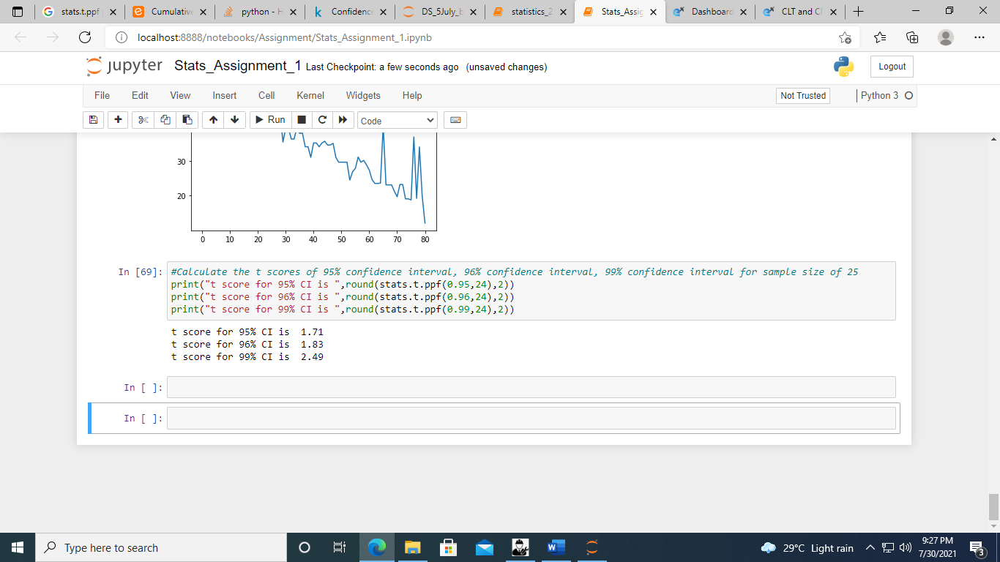 stats.t.ppf
Cumulative
python - H
Confidence
DS_5July_b
statistics_2
Stats_Assig
Dashboard
CLT and CI
localhost:8888/notebooks/Assignment/Stats_Assignment_1.ipynb
jupyter Stats_Assignment_1 Last Checkpoint: a few seconds ago (unsaved changes)
Logout
File Edit View Insert Cell Kernel Widgets Help
Not Trusted
Python 3
Run
Code
30
20
0 10 20 30 40 50 60 70 80
In [69]:
#Calculate the t scores of 95% confidence interval, 96% confidence interval, 99% confidence interval for sample size of 25
print("t score for 95% CI is ",round(stats.t.ppf(0.95,24),2))
print("t score for 96% CI is ",round(stats.t.ppf(0.96,24),2))
print("t score for 99% CI is ",round(stats.t.ppf(0.99,24),2))
t score for 95% CI is  1.71
t score for 96% CI is  1.83
t score for 99% CI is  2.49
In [ ]:
In [ ]:
Type here to search
29°C Light rain
9:27 PM
7/30/2021
3